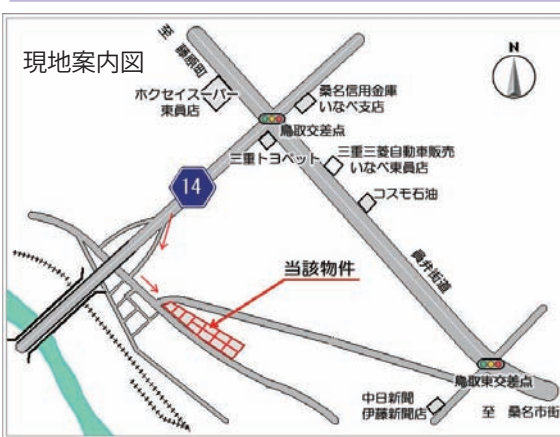 現地案内図
至 藤原町
N
ホクセイスーパー
東員店
桑名信用金庫
いなべ支店
鳥取交差点
三重トヨペット
三重三菱自動車販売
いなべ東員店
コスモ石油
14
員弁街道
当該物件
鳥取東交差点
中日新聞
伊藤新聞店
至 桑名市街